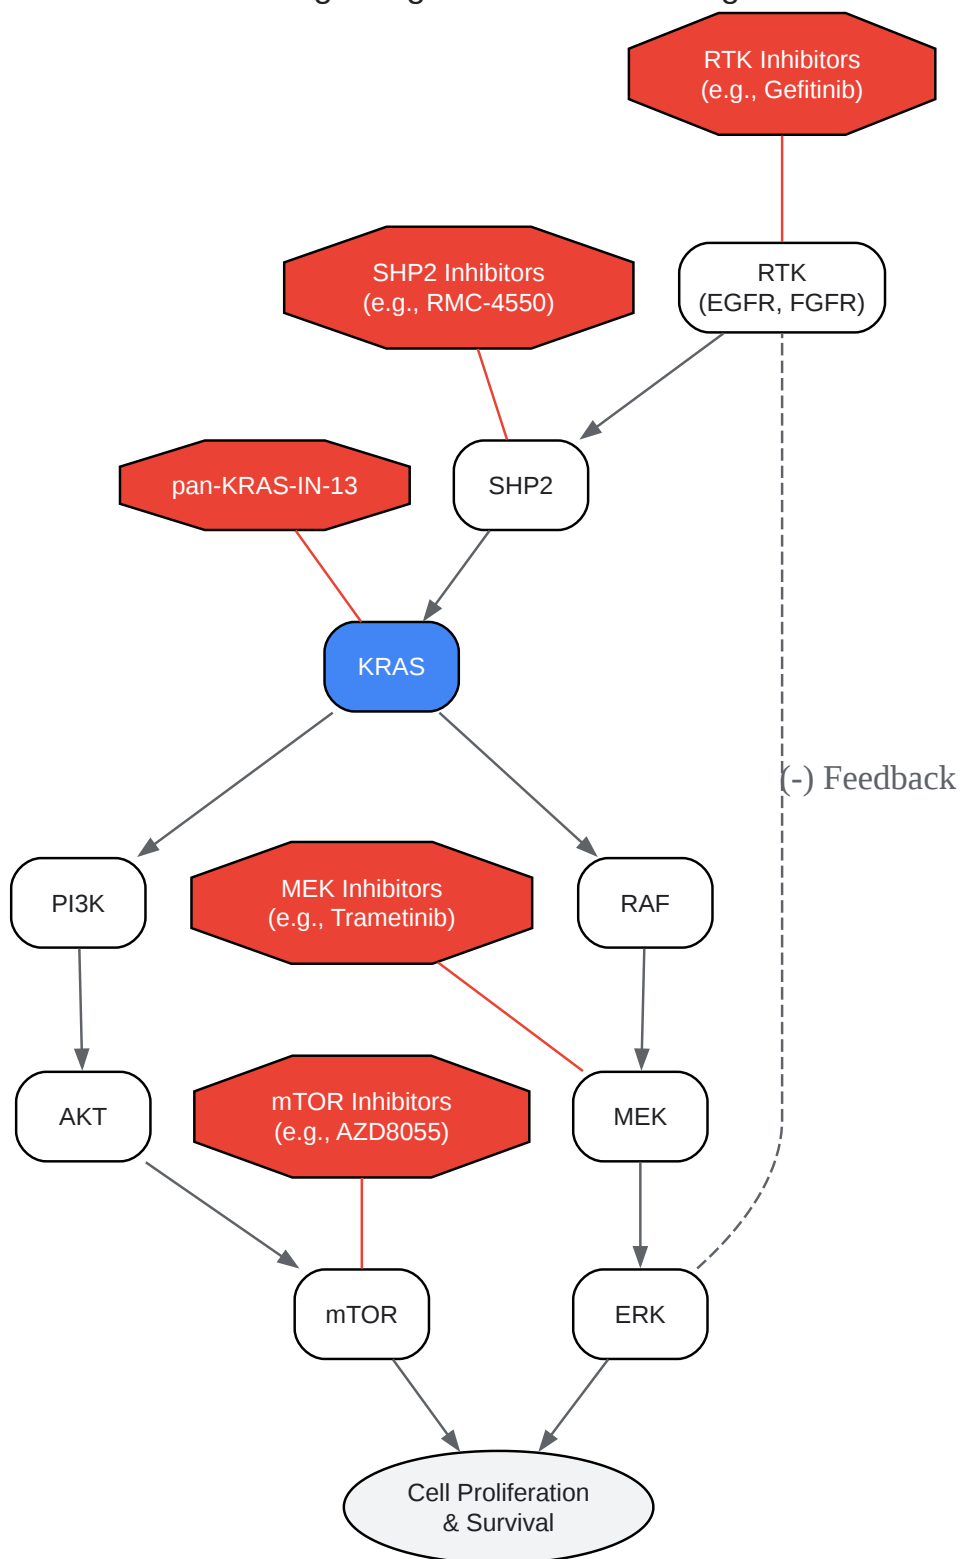 RTK Inhibitors
(e.g., Gefitinib)
SHP2 Inhibitors
(e.g., RMC-4550)
RTK
(EGFR, FGFR)
pan-KRAS-IN-13
SHP2
KRAS
(-) Feedback
PI3K
MEK Inhibitors
(e.g., Trametinib)
RAF
AKT
mTOR Inhibitors
(e.g., AZD8055)
MEK
mTOR
ERK
Cell Proliferation
& Survival